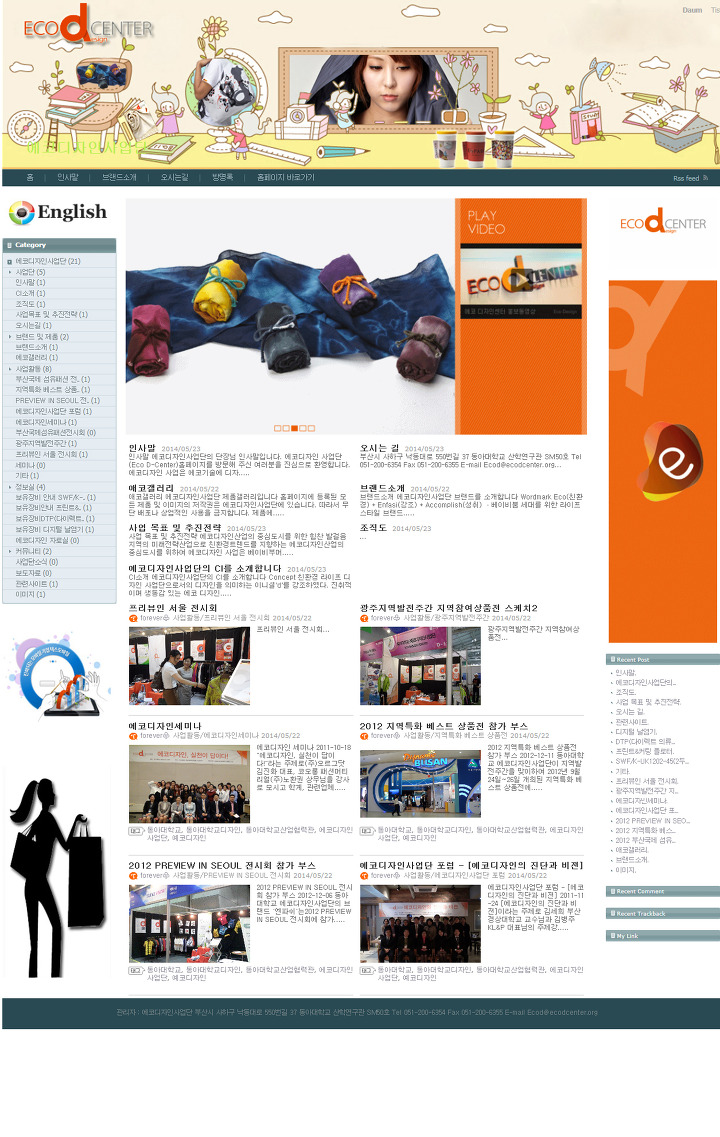 ECO d CENTER
esign
Daum
에코디자인사업단
홈 | 인사말 | 브랜드소개 | 오시는길 | 방명록 | 홈페이지 바로가기
Rss feed
English
Category
에코디자인사업단 (21)
사업단 (5)
인사말 (1)
CI소개 (1)
조직도 (1)
사업목표 및 추진전략 (1)
오시는길 (1)
브랜드 및 제품 (2)
브랜드소개 (1)
에코갤러리 (1)
사업활동 (8)
부산국제 섬유패션 전.. (1)
지역특화 베스트 상품.. (1)
PREVIEW IN SEOUL 전.. (1)
에코디자인사업단 포럼 (1)
에코디자인세미나 (1)
부산국제섬유패션전시회 (0)
광주지역발전주간 (1)
프리뷰인 서울 전시회 (1)
세미나 (0)
기타 (1)
정보실 (4)
보유장비 안내 SWF/K-.. (1)
보유장비안내 프린트&.. (1)
보유장비DTP(다이렉트.. (1)
보유장비 디지털 날염기 (1)
에코디자인 자료실 (0)
커뮤니티 (2)
사업단소식 (0)
보도자료 (0)
관련사이트 (1)
이미지 (1)
PLAY
VIDEO
ECO d CENTER
에코 디자인센터 홍보동영상
Eco Design
인사말 2014/05/23
인사말 에코디자인사업단의 단장님 인사말입니다. 에코디자인 사업단
(Eco D-Center)홈페이지를 방문해 주신 여러분을 진심으로 환영합니다.
에코디자인 사업은 에코기술에 디자.....
오시는 길 2014/05/23
부산시 사하구 낙동대로 550번길 37 동아대학교 산학연구관 SM50호 Tel
051-200-6354 Fax 051-200-6355 E-mail Ecod@ecodcenter.org...
에코갤러리 2014/05/22
에코갤러리 에코디자인사업단 제품갤러리입니다 홈페이지에 등록된 모
든 제품 및 이미지의 저작권은 에코디자인사업단에 있습니다. 따라서 무
단 배포나 상업적인 사용을 금지합니다. 제품에.....
브랜드소개 2014/05/22
브랜드소개 에코디자인사업단 브랜드를 소개합니다 Wordmark Eco(친환
경) + Enfasi(강조) + Accomplish(성취) · 베이비붐 세대를 위한 라이프
스타일 브랜드.....
사업 목표 및 추진전략 2014/05/23
사업 목표 및 추진전략 에코디자인산업의 중심도시를 위한 힘찬 발걸음
지역의 미래전략산업으로 친환경트랜드를 지향하는 에코디자인산업의
중심도시를 위하여 에코디자인 사업은 베이비부머.....
조직도 2014/05/23
...
에코디자인사업단의 CI를 소개합니다 2014/05/23
CI소개 에코디자인사업단의 CI를 소개합니다 Concept 친환경 라이프 디
자인 사업단으로서의 디자인을 의미하는 이니셜'd'를 강조하였다. 진취적
이며 생동감 있는 에코 디자인.....
프리뷰인 서울 전시회
forever 사업활동/프리뷰인 서울 전시회 2014/05/22
프리뷰인 서울 전시회...
광주지역발전주간 지역참여상품전 스케치2
forever 사업활동/광주지역발전주간 2014/05/22
광주지역발전주간 지역참여상
품전...
에코디자인세미나
forever 사업활동/에코디자인세미나 2014/05/22
에코디자인 세미나 2011-10-18
"에코디자인, 실천이 답이
다"라는 주제로(주)오르그닷
김진화 대표, 코오롱 패션머티
리얼(주)노환권 상무님을 강사
로 모시고 학계, 관련업체.....
동아대학교, 동아대학교디자인, 동아대학교산업협력관, 에코디자인
사업단, 에코디자인
2012 지역특화 베스트 상품전 참가 부스
forever 사업활동/지역특화 베스트 상품전 2014/05/22
BUSAN
2012 지역특화 베스트 상품전
참가 부스 2012-12-11 동아대학
교 에코디자인사업단이 지역발
전주간을 맞이하여 2012년 9월
24일~26일 개최된 지역특화 베
스트 상품전에.....
동아대학교, 동아대학교디자인, 동아대학교산업협력관, 에코디자인
사업단, 에코디자인
2012 PREVIEW IN SEOUL 전시회 참가 부스
forever 사업활동/PREVIEW IN SEOUL 전시회 2014/05/22
2012 PREVIEW IN SEOUL 전시
회 참가 부스 2012-12-06 동아
대학교 에코디자인사업단의 브
랜드 '엔파씨'는2012 PREVIEW
IN SEOUL 전시회에 참가.....
동아대학교, 동아대학교디자인, 동아대학교산업협력관, 에코디자인
사업단, 에코디자인
에코디자인사업단 포럼 - [에코디자인의 진단과 비젼]
forever 사업활동/에코디자인사업단 포럼 2014/05/22
에코디자인사업단 포럼 - [에코
디자인의 진단과 비젼] 2011-11
-24 [에코디자인의 진단과 비
젼]이라는 주제로 김세희 부산
경상대학교 교수님과 김병주
KL&P 대표님의 주제강.....
동아대학교, 동아대학교디자인, 동아대학교산업협력관, 에코디자인
사업단, 에코디자인
ECO d CENTER
esign
e
Recent Post
인사말.
에코디자인사업단의..
조직도.
사업 목표 및 추진전략.
오시는 길.
관련사이트.
디지털 날염기.
DTP(다이렉트 의류..
프린트&커팅 플로터.
SWF/K-UK1202-45(2두..
기타.
프리뷰인 서울 전시회.
광주지역발전주간 지..
에코디자인세미나.
에코디자인사업단 포..
2012 PREVIEW IN SEO...
2012 지역특화 베스..
2012 부산국제 섬유..
에코갤러리.
브랜드소개.
이미지.
Recent Comment
Recent Trackback
My Link
관리자 : 에코디자인사업단 부산시 사하구 낙동대로 550번길 37 동아대학교 산학연구관 SM50호 Tel 051-200-6354 Fax 051-200-6355 E-mail Ecod@ecodcenter.org